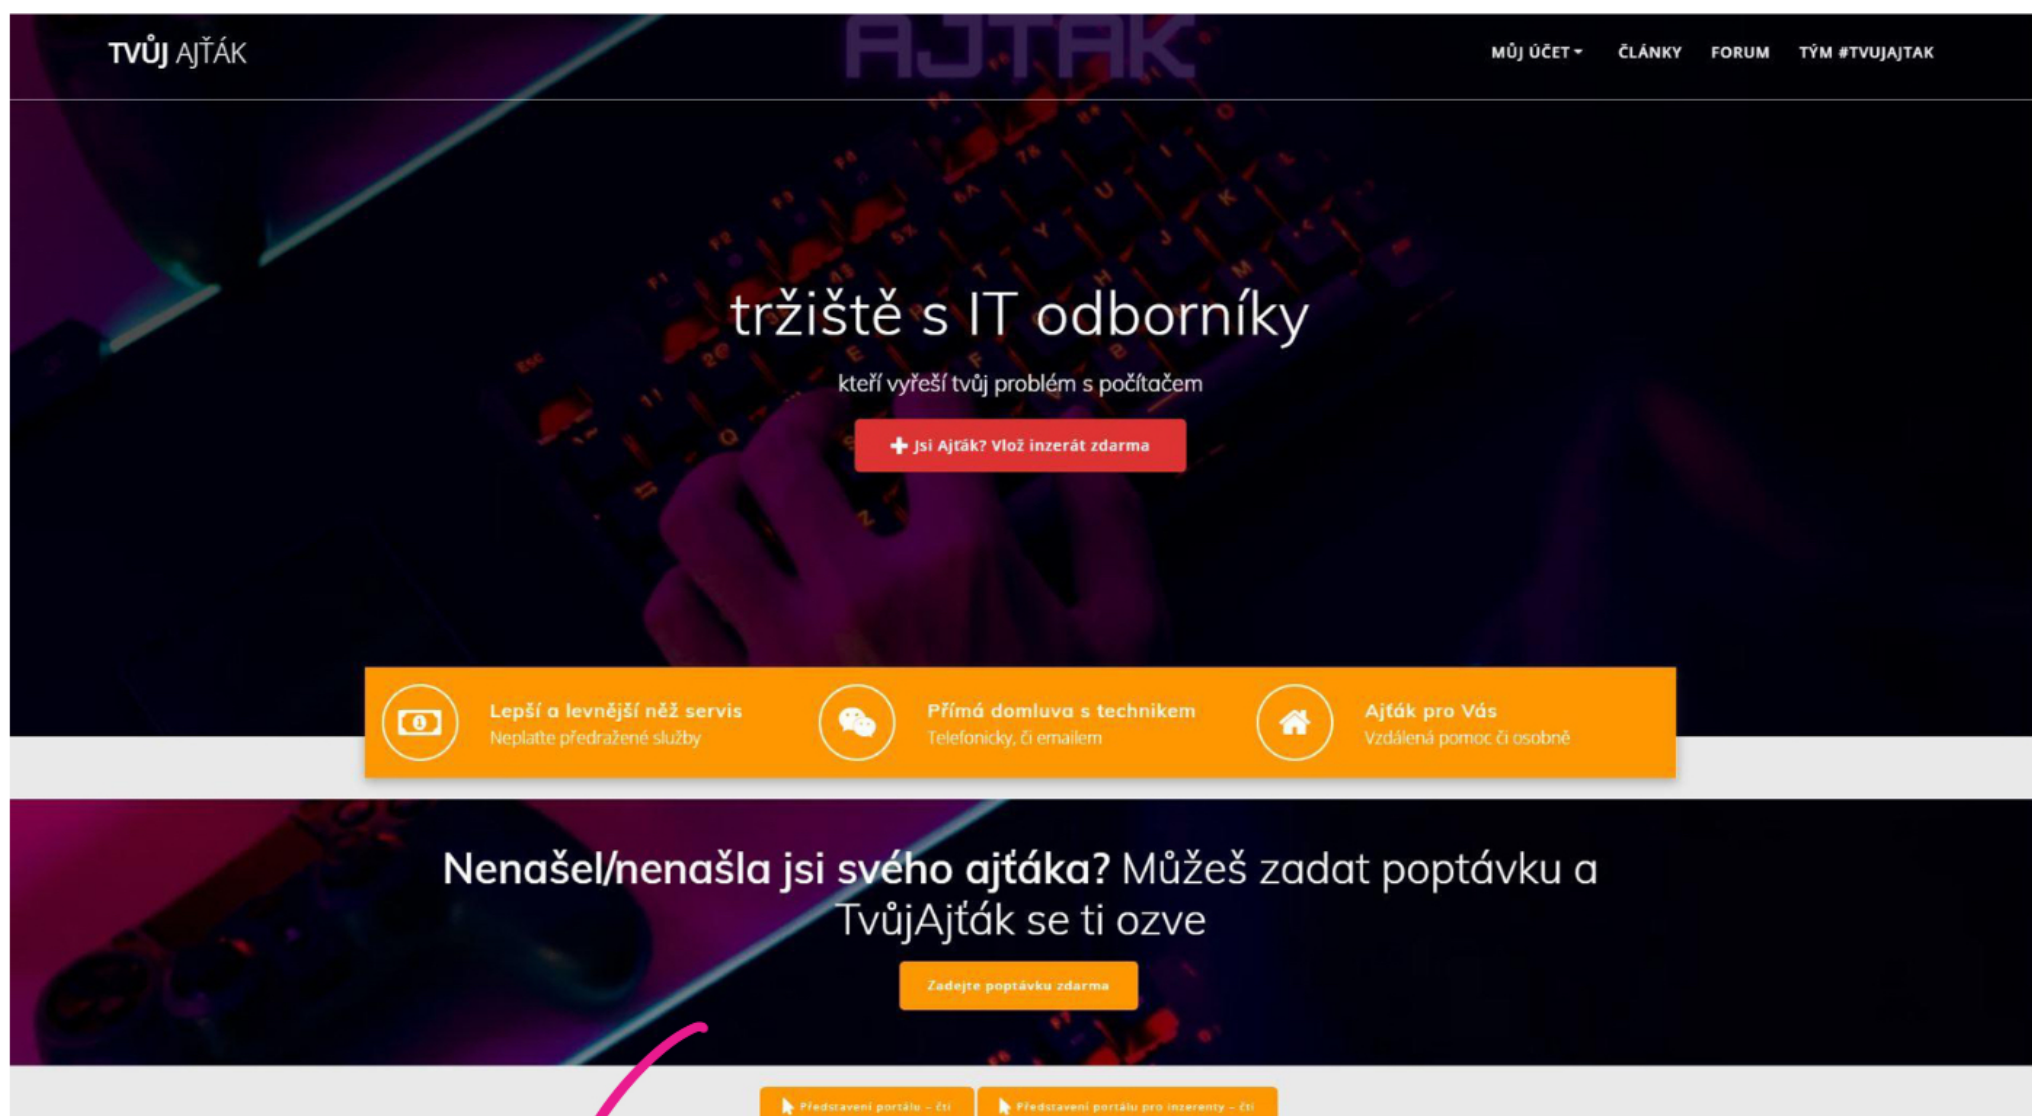 AJTAK
TVŮJ AJŤÁK
MŮJ ÚČET ČLÁNKY FORUM TÝM #TVUJAJTAK
tržiště s IT odborníky
kteří vyřeší tvůj problém s počítačem
Jsi Ajťák? Vlož inzerát zdarma
Lepší a levnější něž servis
Neplaťte předražené služby
Přímá domluva s technikem
Telefonicky, či emailem
Ajťák pro Vás
Vzdálená pomoc či osobně
Nenašel/nenašla jsi svého ajťáka? Můžeš zadat poptávku a
TvůjAjťák se ti ozve
Zadejte poptávku zdarma
Představení portálu – čti
Představení portálu pro inzerenty – čti